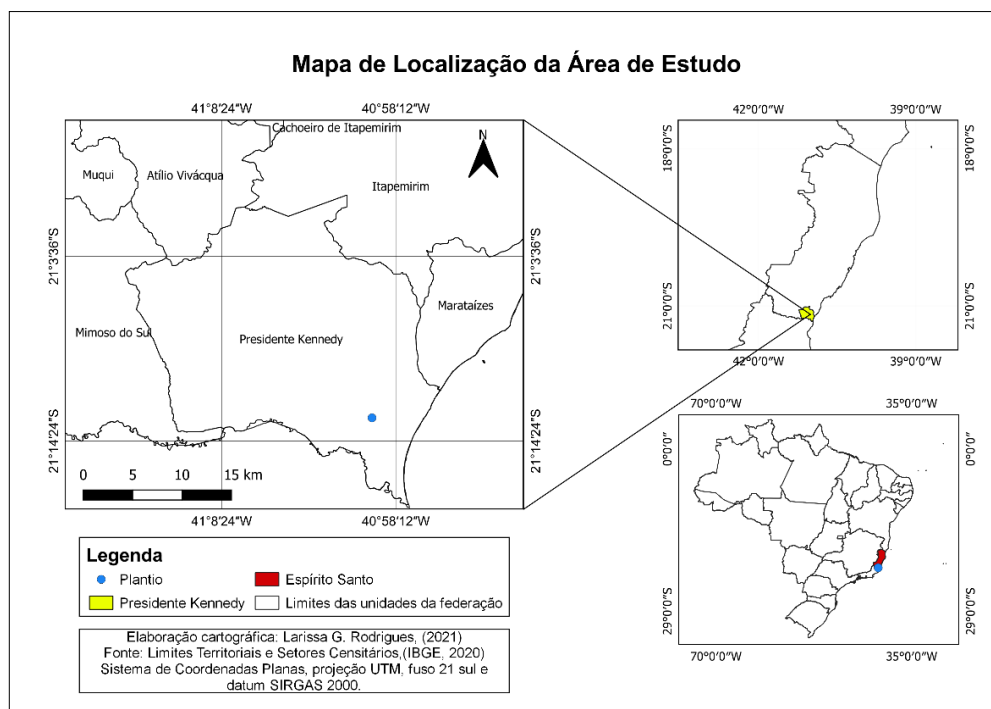 Mapa de Localização da Área de Estudo
41°8'24"W
40°58'12"W
Cachoeiro de Itapemirim
N
Muqui
Atílio Vivácqua
Itapemirim
21°3'36"S
21°3'36"S
Marataízes
Mimoso do Sul
Presidente Kennedy
21°14'24"S
21°14'24"S
0 5 10 15 km
41°8'24"W
40°58'12"W
42°0'0"W
39°0'0"W
18°0'0"S
18°0'0"S
21°0'0"S
21°0'0"S
42°0'0"W
39°0'0"W
70°0'0"W
35°0'0"W
0°0'0"S
0°0'0"S
29°0'0"S
29°0'0"S
70°0'0"W
35°0'0"W
Legenda
Plantio
Espírito Santo
Presidente Kennedy
Limites das unidades da federação
Elaboração cartográfica: Larissa G. Rodrigues, (2021)
Fonte: Limites Territoriais e Setores Censitários,(IBGE, 2020)
Sistema de Coordenadas Planas, projeção UTM, fuso 21 sul e
datum SIRGAS 2000.